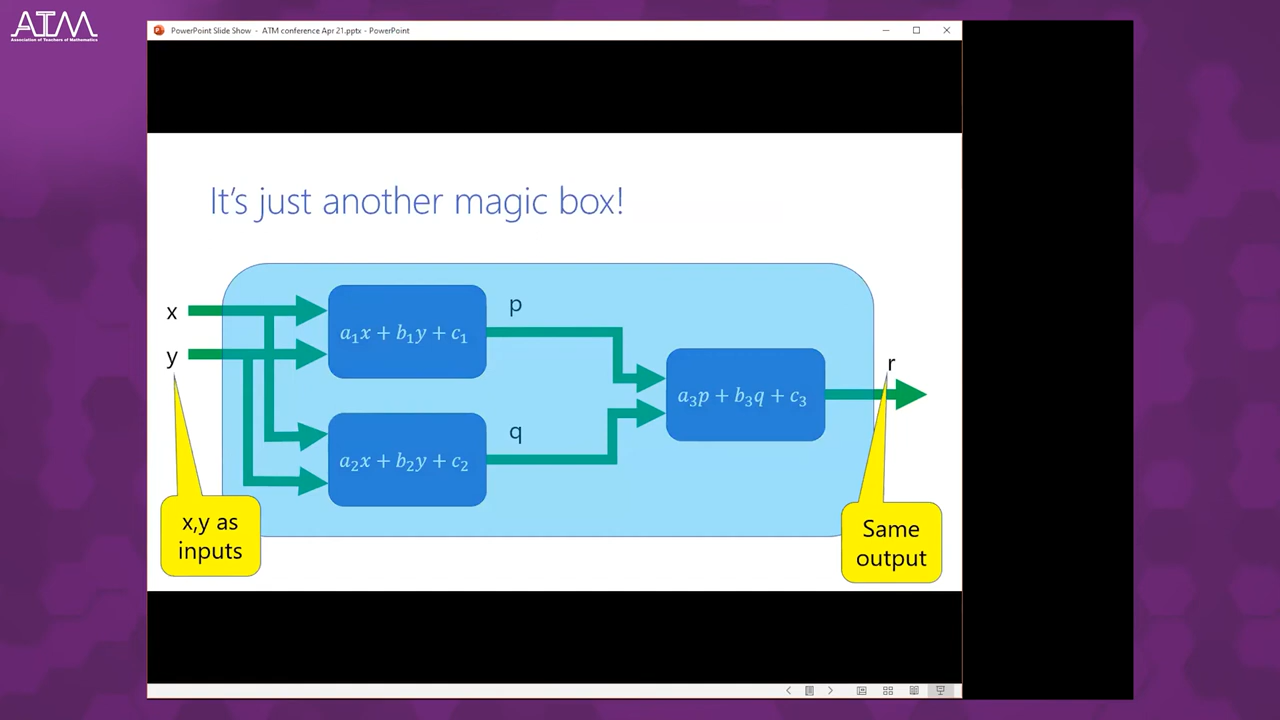 ATM
Association of Teachers of Mathematics
PowerPoint Slide Show - ATM conference Apr 21.pptx - PowerPoint
It's just another magic box!
x
y
a₁x + b₁y + c₁
p
a₂x + b₂y + c₂
q
a₃p + b₃q + c₃
r
x,y as
inputs
Same
output